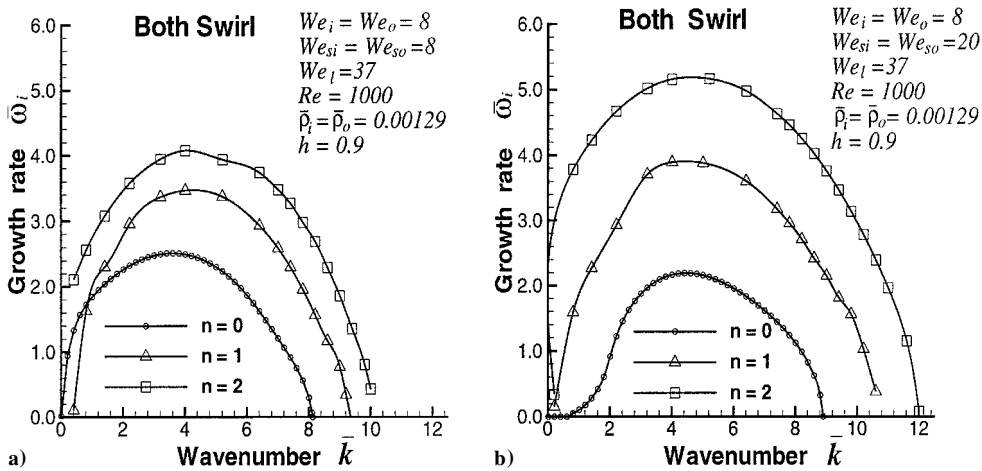 Both Swirl
We_i = We_o = 8
We_si = We_so = 8
We_l = 37
Re = 1000
ρ̄_i = ρ̄_o = 0.00129
h = 0.9
Growth rate ω̄_i
6.0
5.0
4.0
3.0
2.0
1.0
0.0
n = 0
n = 1
n = 2
0 2 4 6 8 10 12
Wavenumber k̄
a)
Both Swirl
We_i = We_o = 8
We_si = We_so = 20
We_l = 37
Re = 1000
ρ̄_i = ρ̄_o = 0.00129
h = 0.9
Growth rate ω̄_i
6.0
5.0
4.0
3.0
2.0
1.0
0.0
n = 0
n = 1
n = 2
0 2 4 6 8 10 12
Wavenumber k̄
b)